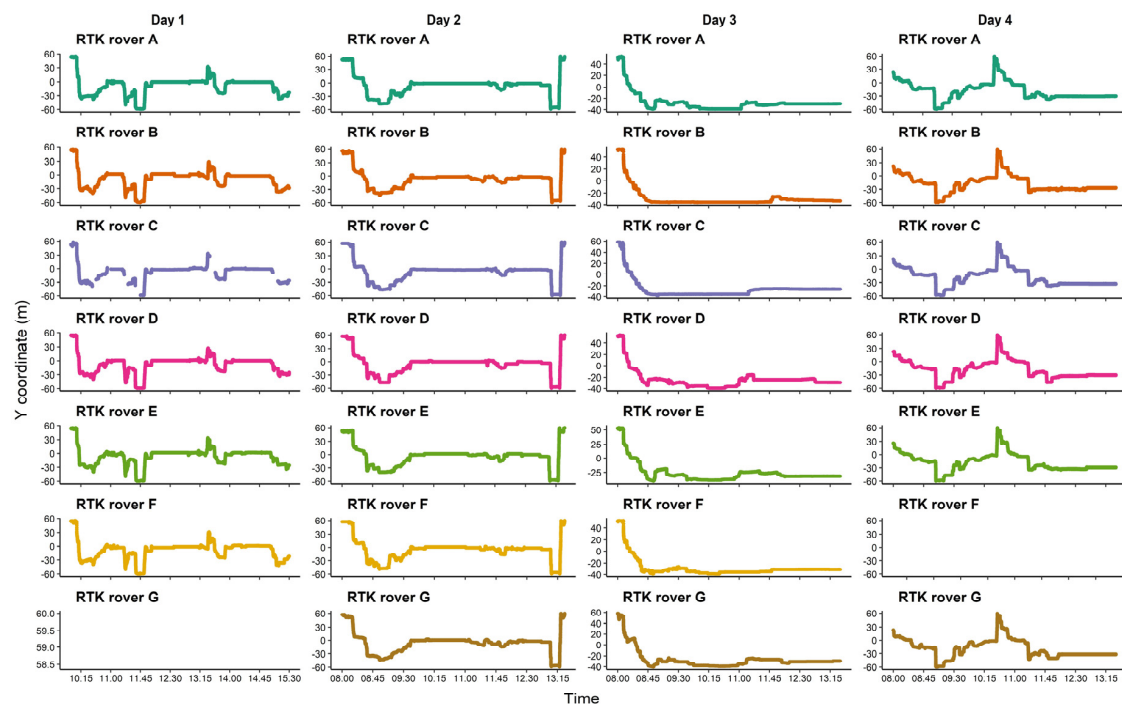 Day 1 Day 2 Day 3 Day 4
RTK rover A RTK rover A RTK rover A RTK rover A
60 60 40 60
30 30 20 30
0 0 0 0
-30 -30 -20 -30
-60 -60 -40 -60
RTK rover B RTK rover B RTK rover B RTK rover B
60 60 40 60
30 30 20 30
0 0 0 0
-30 -30 -20 -30
-60 -60 -40 -60
RTK rover C RTK rover C RTK rover C RTK rover C
60 60 60 60
30 30 40 30
0 0 20 0
-30 -30 0 -30
-60 -60 -20 -60
-40
RTK rover D RTK rover D RTK rover D RTK rover D
60 60 40 60
30 30 20 30
0 0 0 0
-30 -30 -20 -30
-60 -60 -40 -60
RTK rover E RTK rover E RTK rover E RTK rover E
60 60 50 60
30 30 25 30
0 0 0 0
-30 -30 -25 -30
-60 -60 -60
RTK rover F RTK rover F RTK rover F RTK rover F
60 60 40 60
30 30 20 30
0 0 0 0
-30 -30 -20 -30
-60 -60 -40 -60
RTK rover G RTK rover G RTK rover G RTK rover G
60.0 60 60 60
59.5 30 40 30
59.0 0 20 0
58.5 -30 0 -30
-60 -20 -60
-40
10.15 11.00 11.45 12.30 13.15 14.00 14.45 15.30 08.00 08.45 09.30 10.15 11.00 11.45 12.30 13.15 08.00 08.45 09.30 10.15 11.00 11.45 12.30 13.15 08.00 08.45 09.30 10.15 11.00 11.45 12.30 13.15
Y coordinate (m)
Time